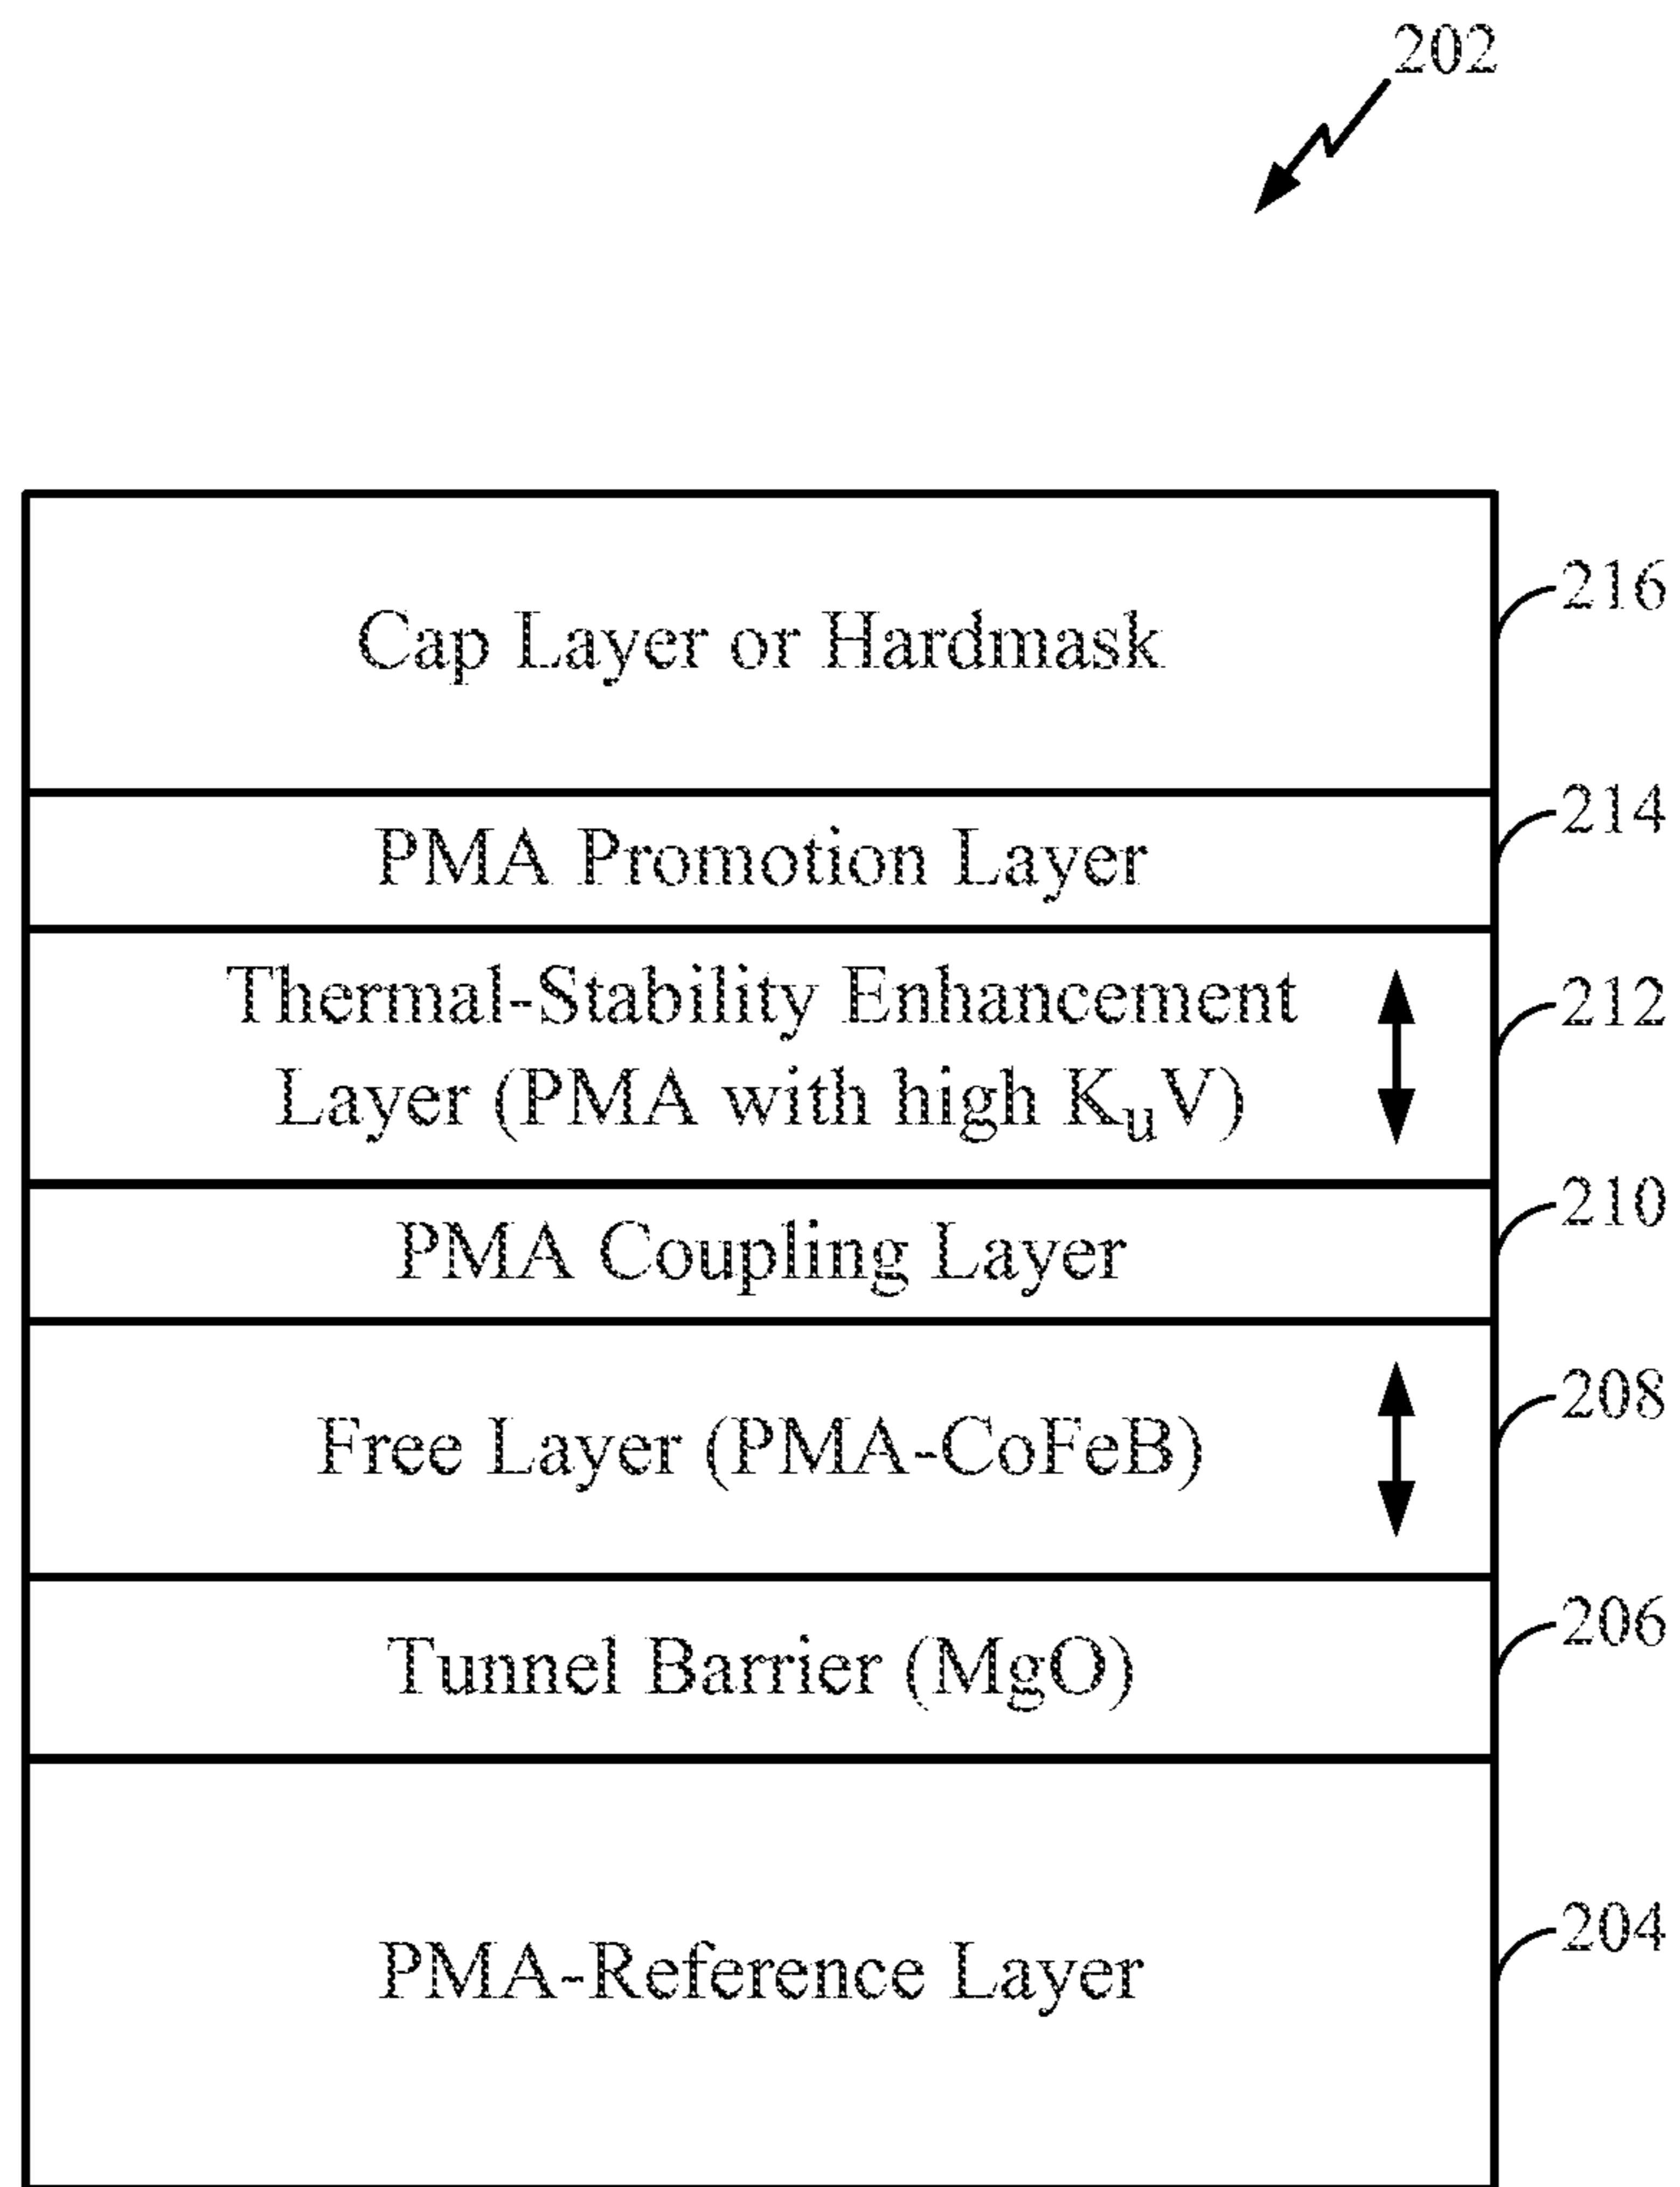 202
Cap Layer or Hardmask
216
PMA Promotion Layer
214
Thermal-Stability Enhancement
Layer (PMA with high KuV)
212
PMA Coupling Layer
210
Free Layer (PMA-CoFeB)
208
Tunnel Barrier (MgO)
206
PMA-Reference Layer
204